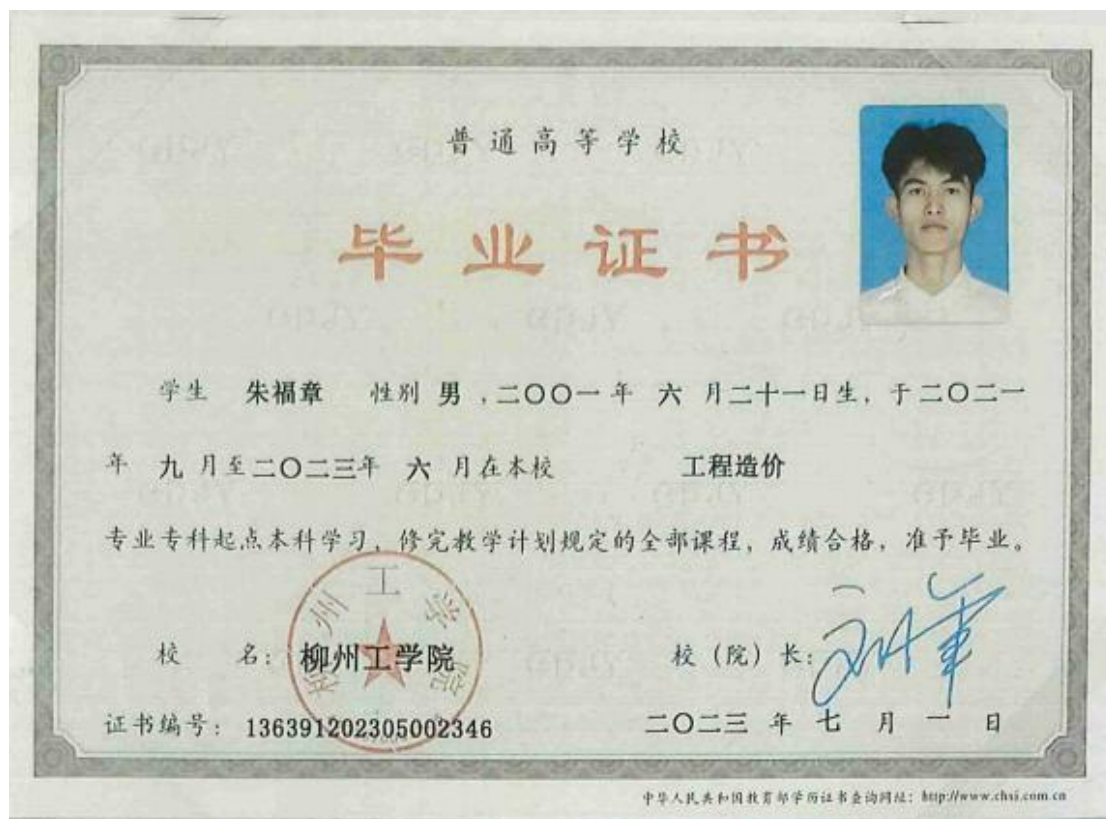 普通高等学校
毕业证书
学生 朱福章 性别 男 ,二〇〇一年 六 月二十一日生, 于二〇二一
年 九 月至二〇二三年 六 月在本校 工程造价
专业专科起点本科学习, 修完教学计划规定的全部课程, 成绩合格, 准予毕业。
柳州工学院
校 名: 柳州工学院 校（院）长:
证书编号: 136391202305002346 二〇二三 年 七 月 一 日
中华人民共和国教育部学历证书查询网址: http://www.chsi.com.cn